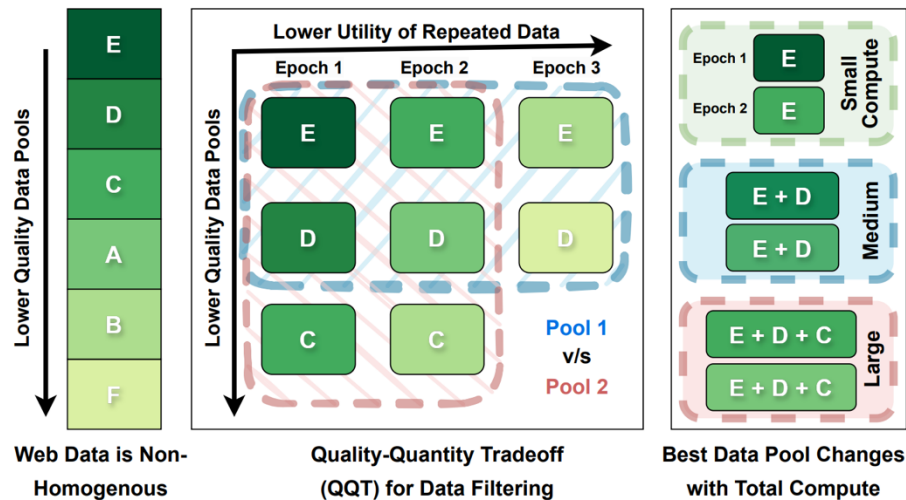 Lower Quality Data Pools
E
D
C
A
B
F
Web Data is Non-
Homogenous
Lower Utility of Repeated Data
Epoch 1 Epoch 2 Epoch 3
Lower Quality Data Pools
E E E
D D D
C C
Pool 1
v/s
Pool 2
Quality-Quantity Tradeoff
(QQT) for Data Filtering
Epoch 1 E
Epoch 2 E
Small
Compute
E + D
E + D
Medium
E + D + C
E + D + C
Large
Best Data Pool Changes
with Total Compute